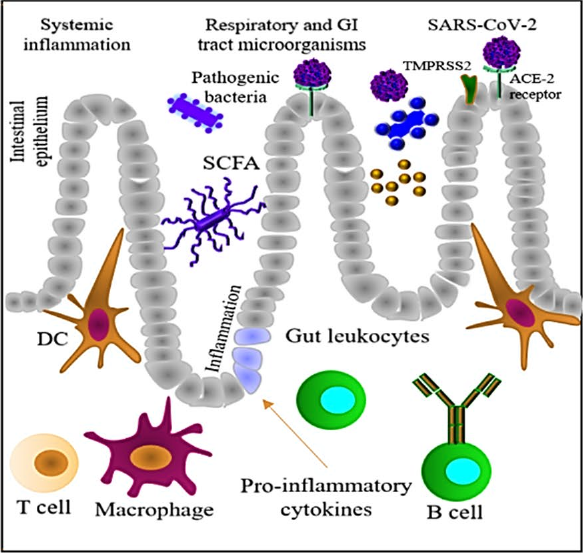 Systemic
inflammation
Respiratory and GI
tract microorganisms
SARS-CoV-2
TMPRSS2
ACE-2
receptor
Pathogenic
bacteria
Intestinal
epithelium
SCFA
DC
Inflammation
Gut leukocytes
T cell
Macrophage
Pro-inflammatory
cytokines
B cell